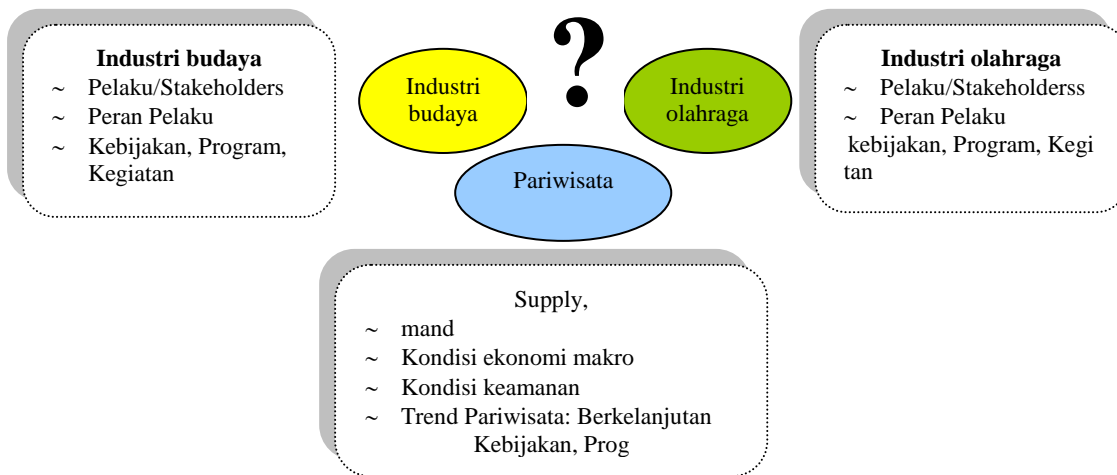 Industri budaya
~ Pelaku/Stakeholders
~ Peran Pelaku
~ Kebijakan, Program,
Kegiatan
Industri
budaya
?
Industri
olahraga
Pariwisata
Industri olahraga
~ Pelaku/Stakeholderss
~ Peran Pelaku
kebijakan, Program, Kegi
tan
Supply,
~ mand
~ Kondisi ekonomi makro
~ Kondisi keamanan
~ Trend Pariwisata: Berkelanjutan
Kebijakan, Prog